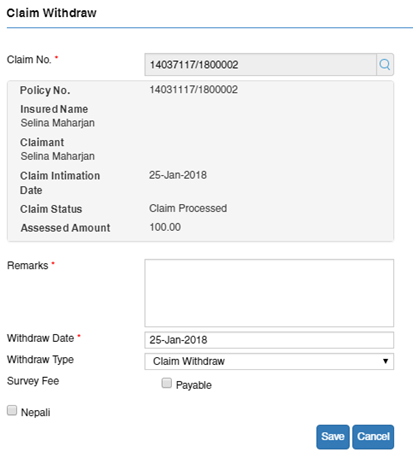 Claim Withdraw
Claim No. * 14037117/1800002
Policy No. 14031117/1800002
Insured Name
Selina Maharjan
Claimant
Selina Maharjan
Claim Intimation 25-Jan-2018
Date
Claim Status Claim Processed
Assessed Amount 100.00
Remarks *
Withdraw Date * 25-Jan-2018
Withdraw Type Claim Withdraw
Survey Fee Payable
Nepali
Save Cancel